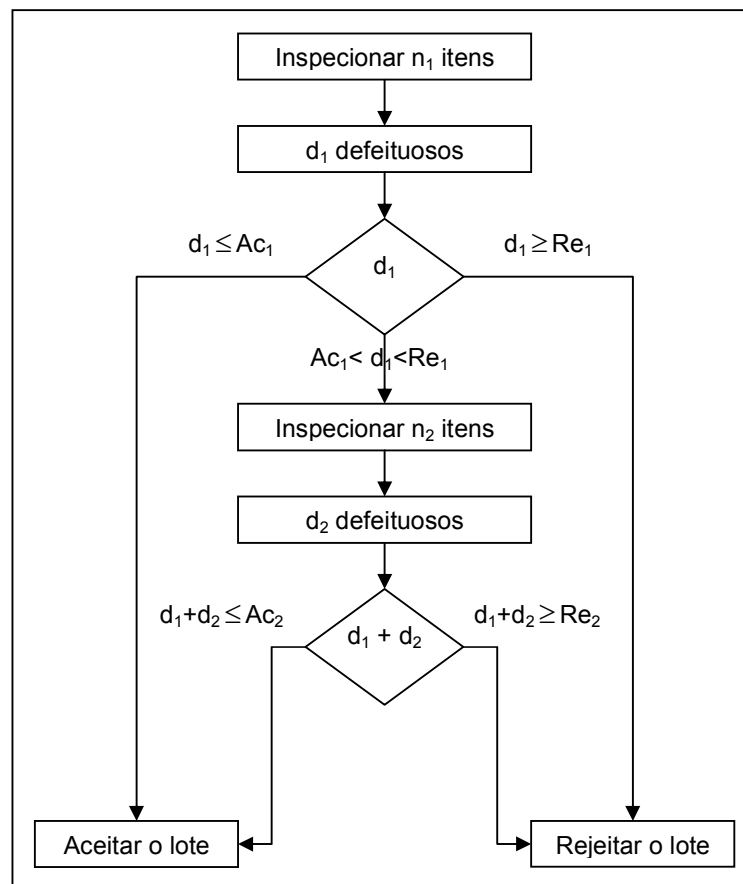 Inspecionar n₁ itens
d₁ defeituosos
d₁ ≤ Ac₁
d₁ ≥ Re₁
d₁
Ac₁< d₁<Re₁
Inspecionar n₂ itens
d₂ defeituosos
d₁+d₂ ≤ Ac₂
d₁+d₂ ≥ Re₂
d₁ + d₂
Aceitar o lote
Rejeitar o lote